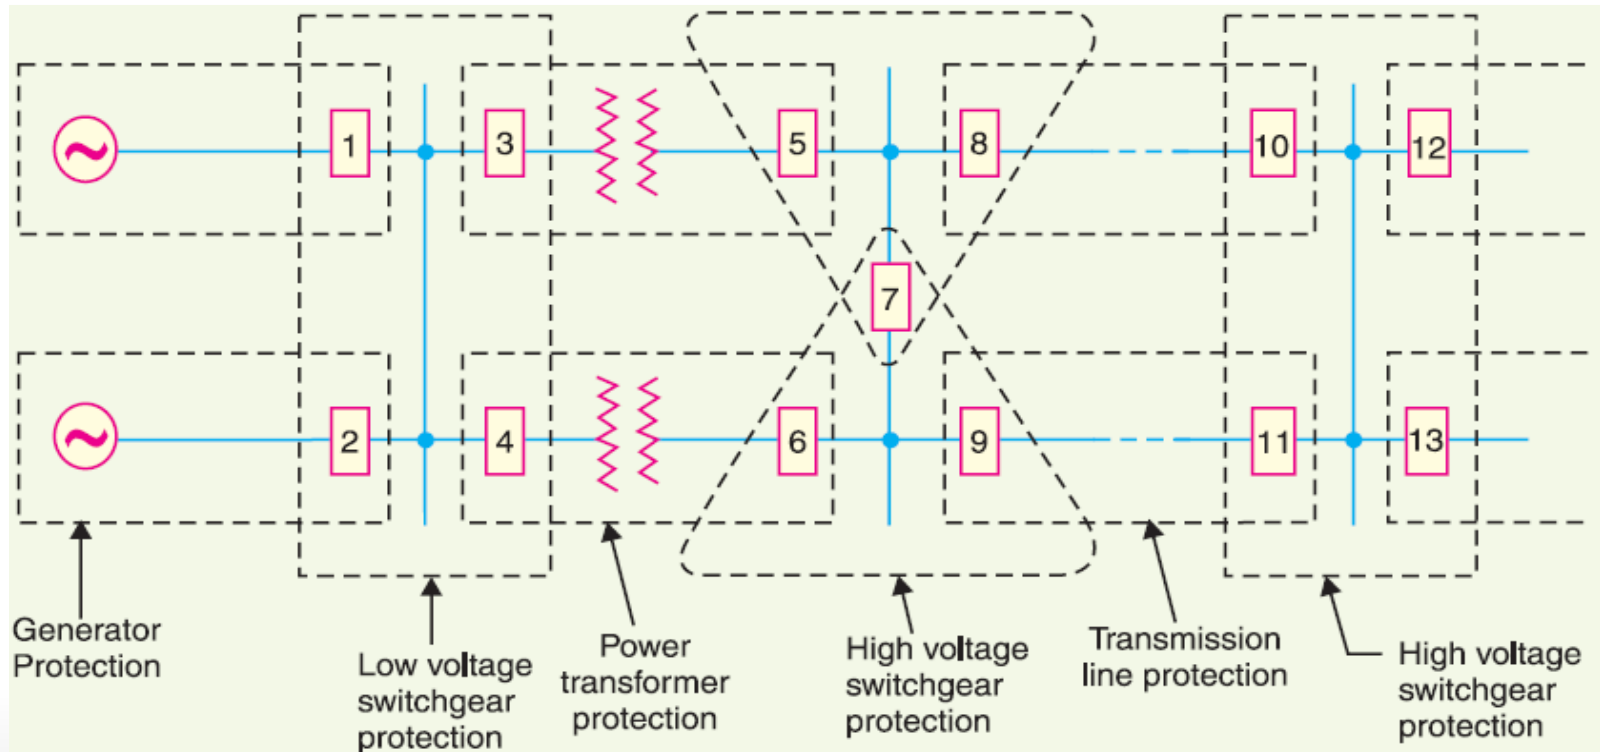 1
3
5
8
10
12
7
2
4
6
9
11
13
Generator
Protection
Low voltage
switchgear
protection
Power
transformer
protection
High voltage
switchgear
protection
Transmission
line protection
High voltage
switchgear
protection